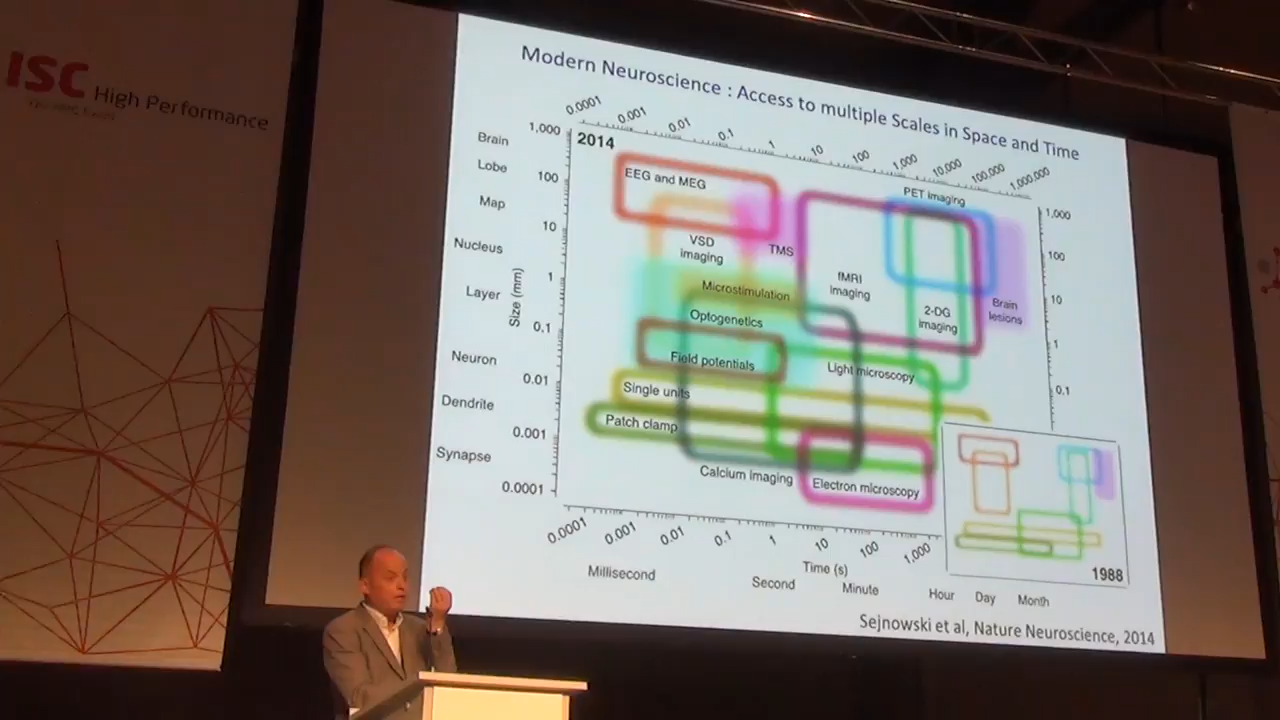 ISC High Performance
Modern Neuroscience : Access to multiple Scales in Space and Time
0.0001 0.001 0.01 0.1 1 10 100 1,000 10,000 100,000 1,000,000
2014
Brain
Lobe
Map
Nucleus
Layer
Neuron
Dendrite
Synapse
Size (mm)
1,000
100
10
1
0.1
0.01
0.001
0.0001
EEG and MEG
PET imaging
VSD
imaging
TMS
fMRI
imaging
Microstimulation
2-DG
imaging
Brain
lesions
Optogenetics
Field potentials
Light microscopy
Single units
Patch clamp
Calcium imaging
Electron microscopy
1,000
100
10
1
0.1
1988
0.0001 0.001 0.01 0.1 1 10 100 1,000
Time (s)
Millisecond Second Minute Hour Day Month
Sejnowski et al, Nature Neuroscience, 2014